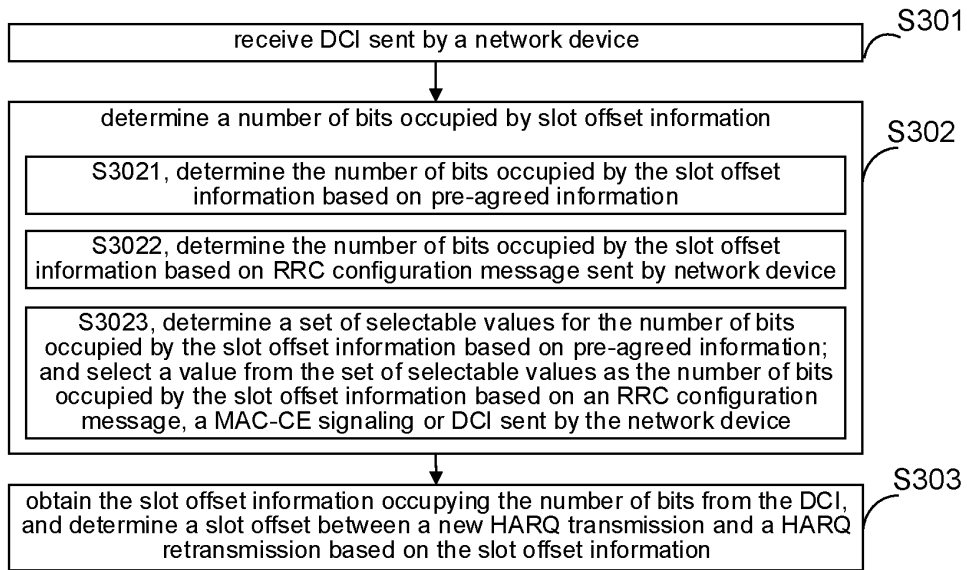 receive DCI sent by a network device
S301
determine a number of bits occupied by slot offset information
S302
S3021, determine the number of bits occupied by the slot offset
information based on pre-agreed information
S3022, determine the number of bits occupied by the slot offset
information based on RRC configuration message sent by network device
S3023, determine a set of selectable values for the number of bits
occupied by the slot offset information based on pre-agreed information;
and select a value from the set of selectable values as the number of bits
occupied by the slot offset information based on an RRC configuration
message, a MAC-CE signaling or DCI sent by the network device
S303
obtain the slot offset information occupying the number of bits from the DCI,
and determine a slot offset between a new HARQ transmission and a HARQ
retransmission based on the slot offset information